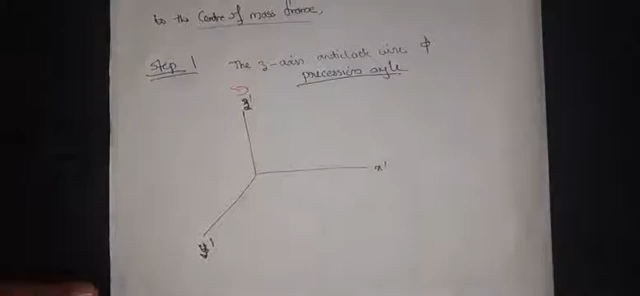 to the Centre of mass frame,
Step 1 The z-axis anticlock wise ϕ
precession angle
z'
x'
y'